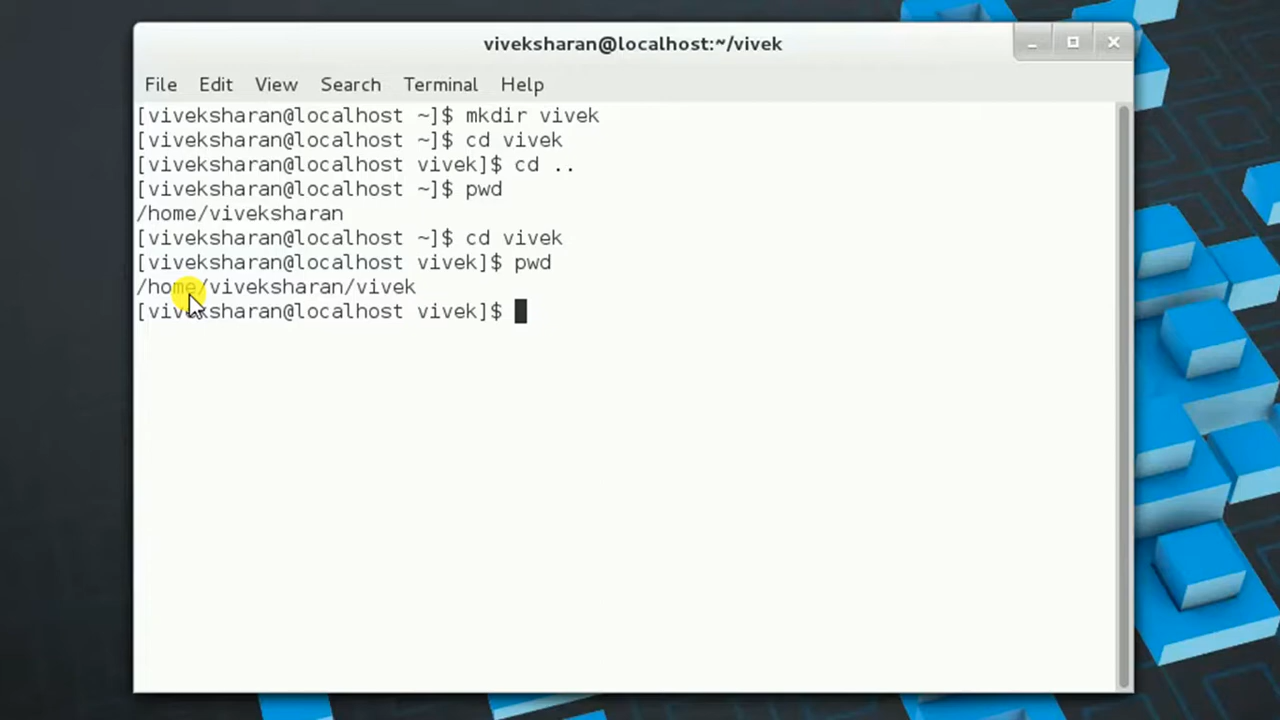 viveksharan@localhost:~/vivek
File Edit View Search Terminal Help
[viveksharan@localhost ~]$ mkdir vivek
[viveksharan@localhost ~]$ cd vivek
[viveksharan@localhost vivek]$ cd ..
[viveksharan@localhost ~]$ pwd
/home/viveksharan
[viveksharan@localhost ~]$ cd vivek
[viveksharan@localhost vivek]$ pwd
/home/viveksharan/vivek
[viveksharan@localhost vivek]$